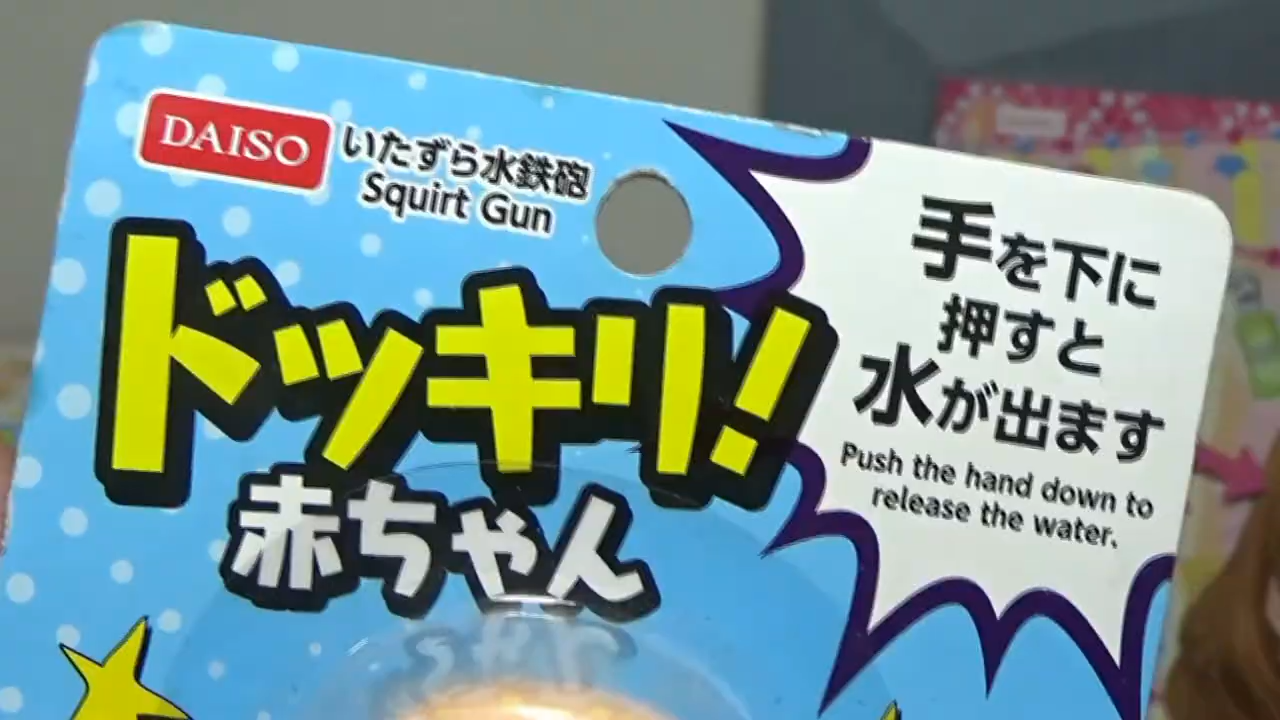 DAISO
いたずら水鉄砲
Squirt Gun
ドッキリ!
赤ちゃん
手を下に
押すと
水が出ます
Push the hand down to
release the water.